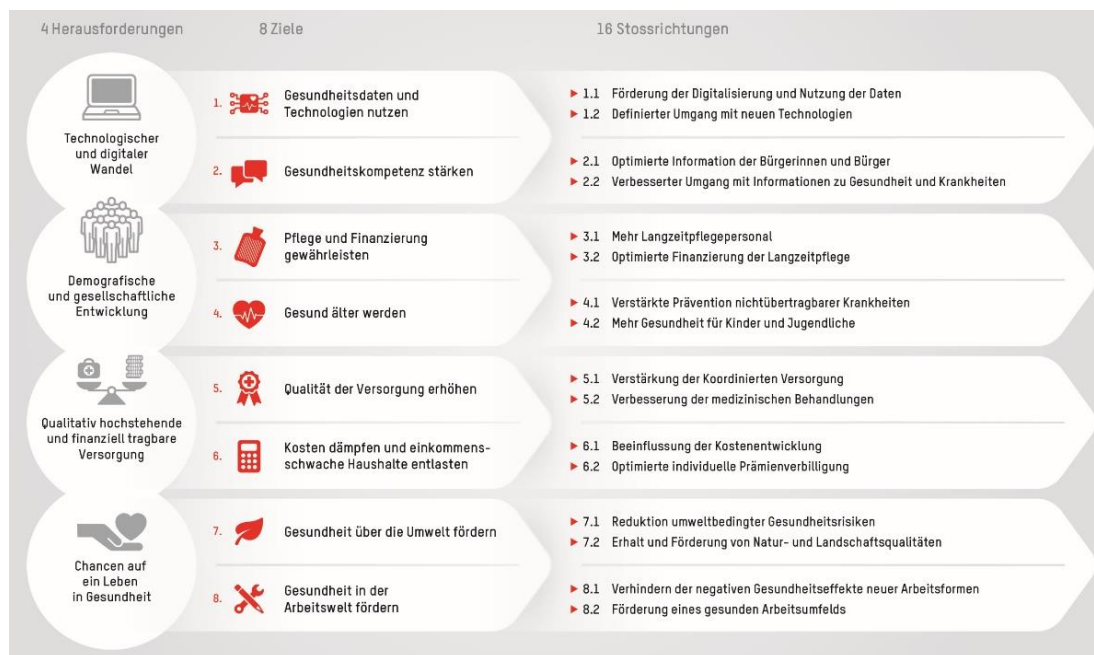 4 Herausforderungen
8 Ziele
16 Stossrichtungen
Technologischer
und digitaler
Wandel
1. Gesundheitsdaten und
Technologien nutzen
▶ 1.1 Förderung der Digitalisierung und Nutzung der Daten
▶ 1.2 Definierter Umgang mit neuen Technologien
2. Gesundheitskompetenz stärken
▶ 2.1 Optimierte Information der Bürgerinnen und Bürger
▶ 2.2 Verbesserter Umgang mit Informationen zu Gesundheit und Krankheiten
Demografische
und gesellschaftliche
Entwicklung
3. Pflege und Finanzierung
gewährleisten
▶ 3.1 Mehr Langzeitpflegepersonal
▶ 3.2 Optimierte Finanzierung der Langzeitpflege
4. Gesund älter werden
▶ 4.1 Verstärkte Prävention nichtübertragbarer Krankheiten
▶ 4.2 Mehr Gesundheit für Kinder und Jugendliche
Qualitativ hochstehende
und finanziell tragbare
Versorgung
5. Qualität der Versorgung erhöhen
▶ 5.1 Verstärkung der Koordinierten Versorgung
▶ 5.2 Verbesserung der medizinischen Behandlungen
6. Kosten dämpfen und einkommens-
schwache Haushalte entlasten
▶ 6.1 Beeinflussung der Kostenentwicklung
▶ 6.2 Optimierte individuelle Prämienverbilligung
Chancen auf
ein Leben
in Gesundheit
7. Gesundheit über die Umwelt fördern
▶ 7.1 Reduktion umweltbedingter Gesundheitsrisiken
▶ 7.2 Erhalt und Förderung von Natur- und Landschaftsqualitäten
8. Gesundheit in der
Arbeitswelt fördern
▶ 8.1 Verhindern der negativen Gesundheitseffekte neuer Arbeitsformen
▶ 8.2 Förderung eines gesunden Arbeitsumfelds